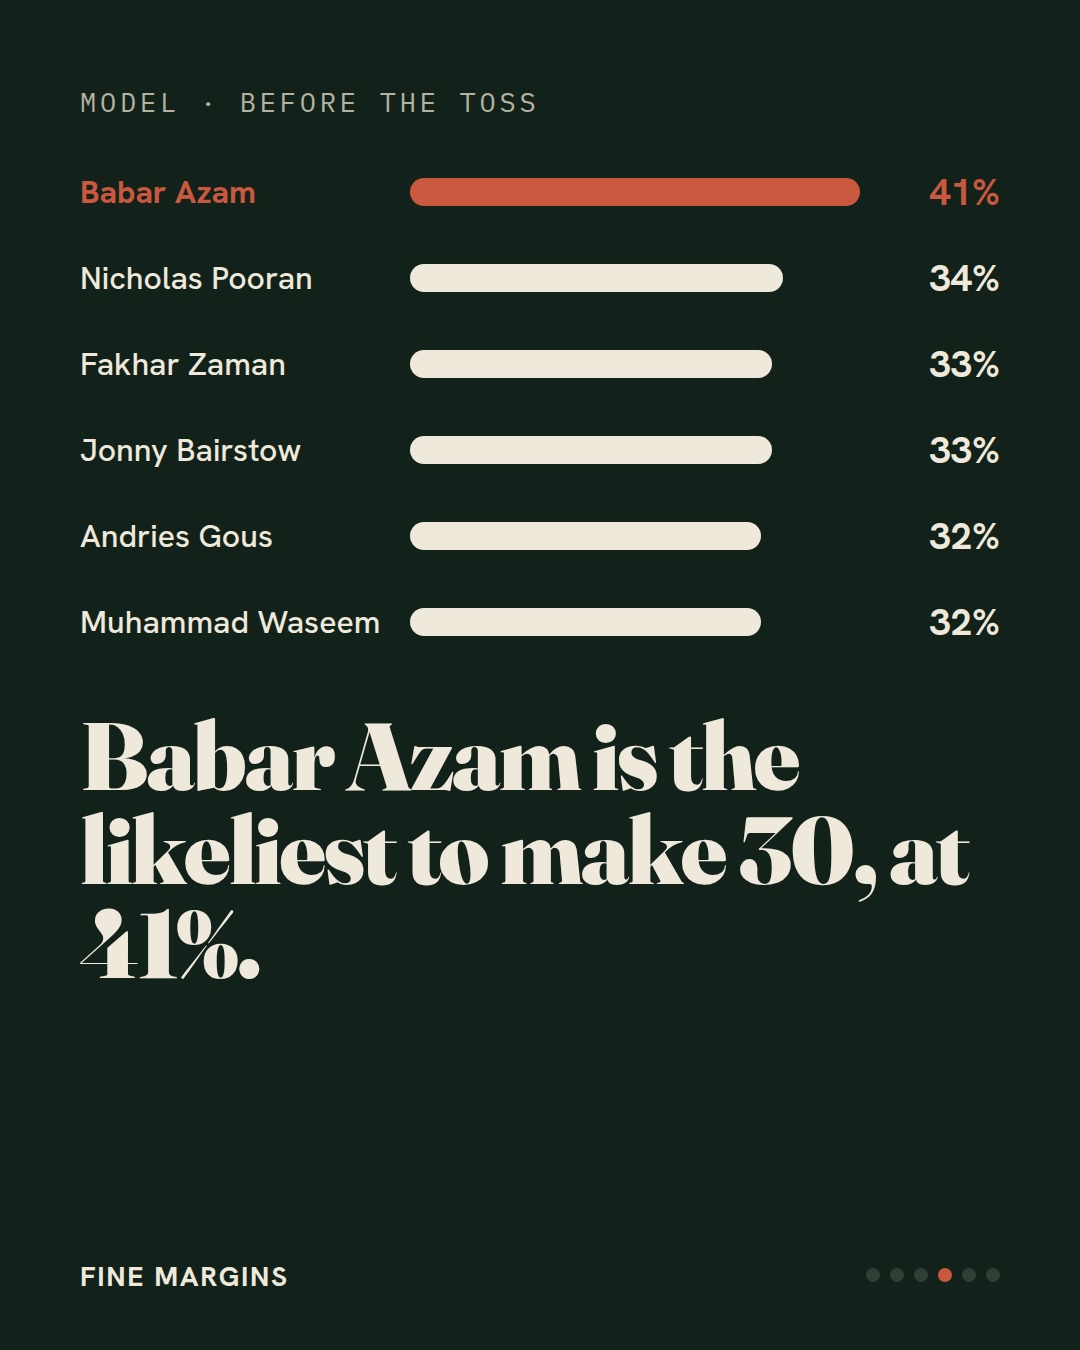 MODEL · BEFORE THE TOSS
Babar Azam 41%
Nicholas Pooran 34%
Fakhar Zaman 33%
Jonny Bairstow 33%
Andries Gous 32%
Muhammad Waseem 32%
Babar Azam is the
likeliest to make 30, at
41%.
FINE MARGINS